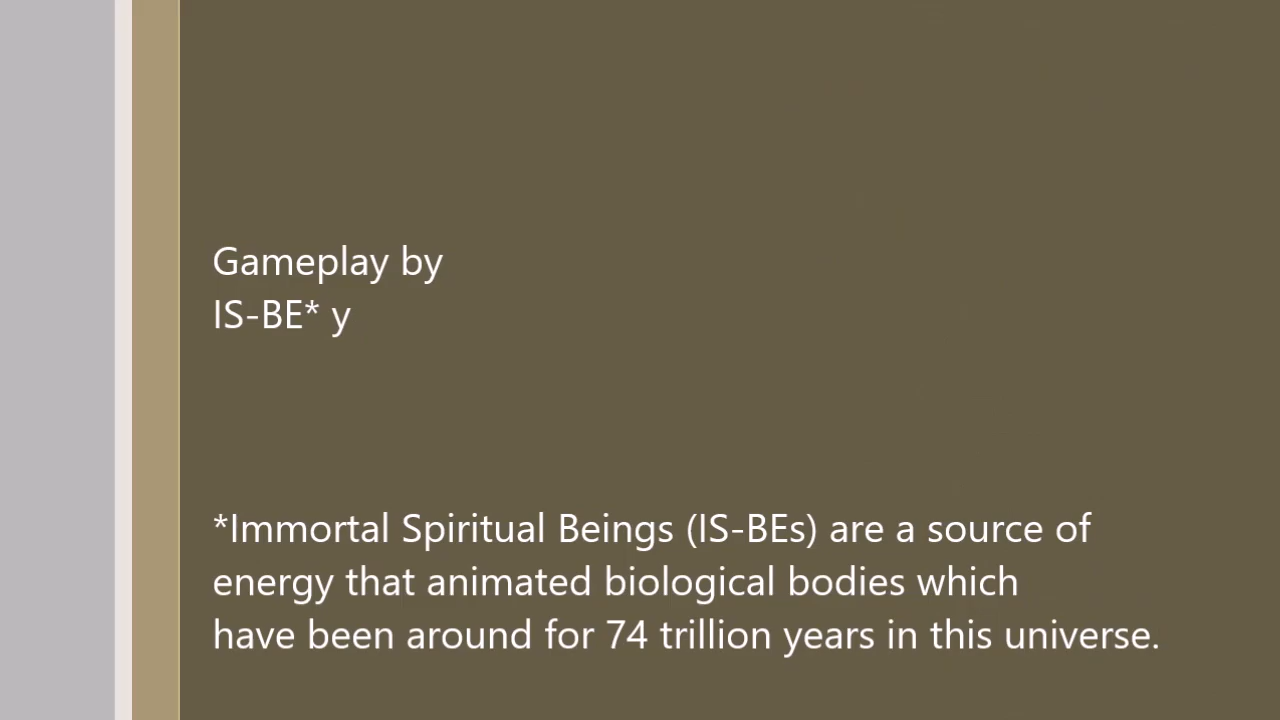 Gameplay by
IS-BE* y
*Immortal Spiritual Beings (IS-BEs) are a source of
energy that animated biological bodies which
have been around for 74 trillion years in this universe.